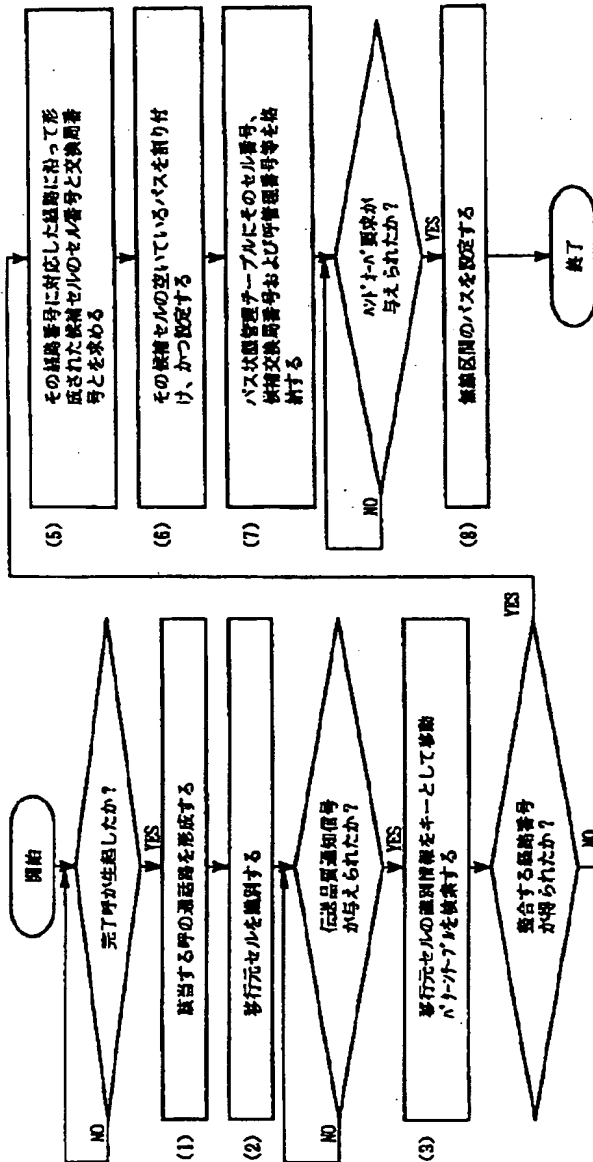 開始
完了呼が生起したか?
NO
YES
(1)
該当する呼の通話路を形成する
(2)
移行元セルを識別する
伝送品質通知信号
が与えられたか?
NO
YES
(3)
移行元セルの識別情報をキーとして移動
パターンテーブルを検索する
整合する経路番号
が得られたか?
YES
NO
(5)
その経路番号に対応した経路に沿って形
成された候補セルのセル番号と交換局番
号とを求める
(6)
その候補セルの空いているパスを割り付
け、かつ設定する
(7)
パス状態管理テーブルにそのセル番号、
候補交換局番号および呼管理番号等を格
納する
ハンドオーバ要求が
与えられたか?
NO
YES
(8)
無線区間のパスを設定する
終了